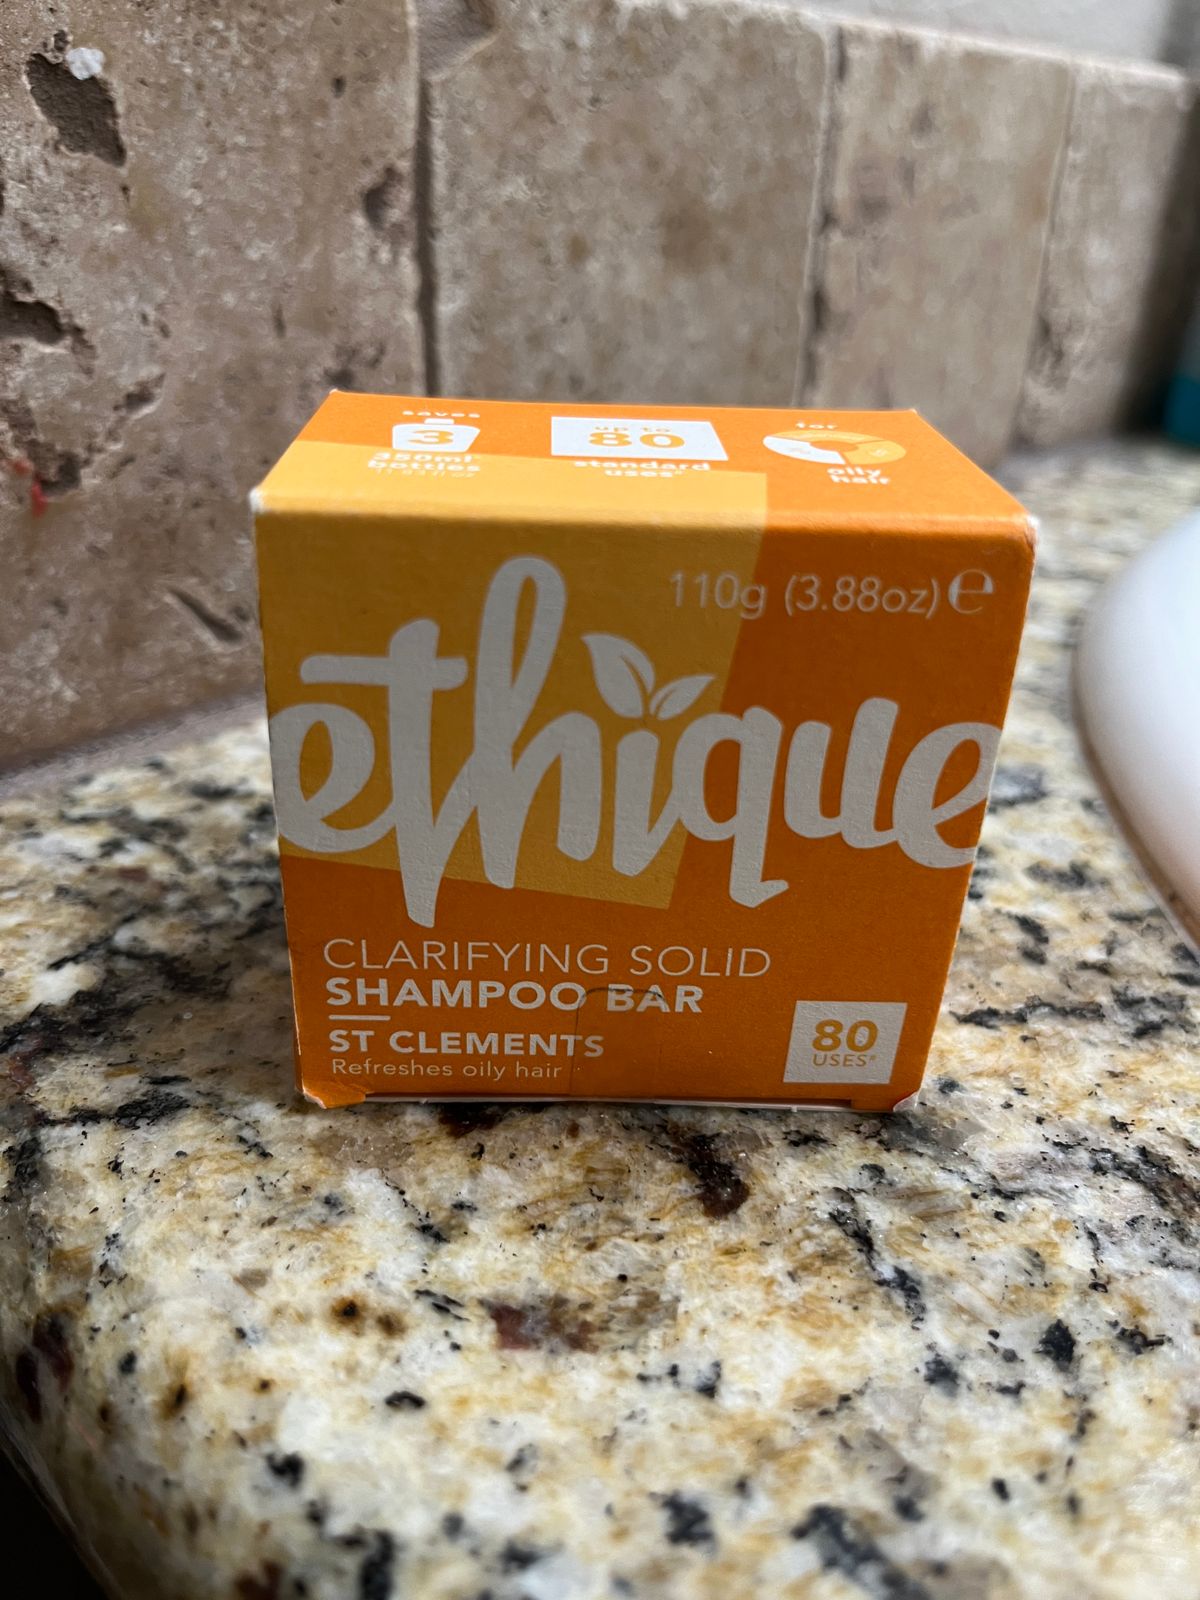 saves
3
350ml
bottles
up to
80
standard
uses*
for
oily
hair
110g (3.88oz) e
ethique
CLARIFYING SOLID
SHAMPOO BAR
ST CLEMENTS
Refreshes oily hair
80
USES*